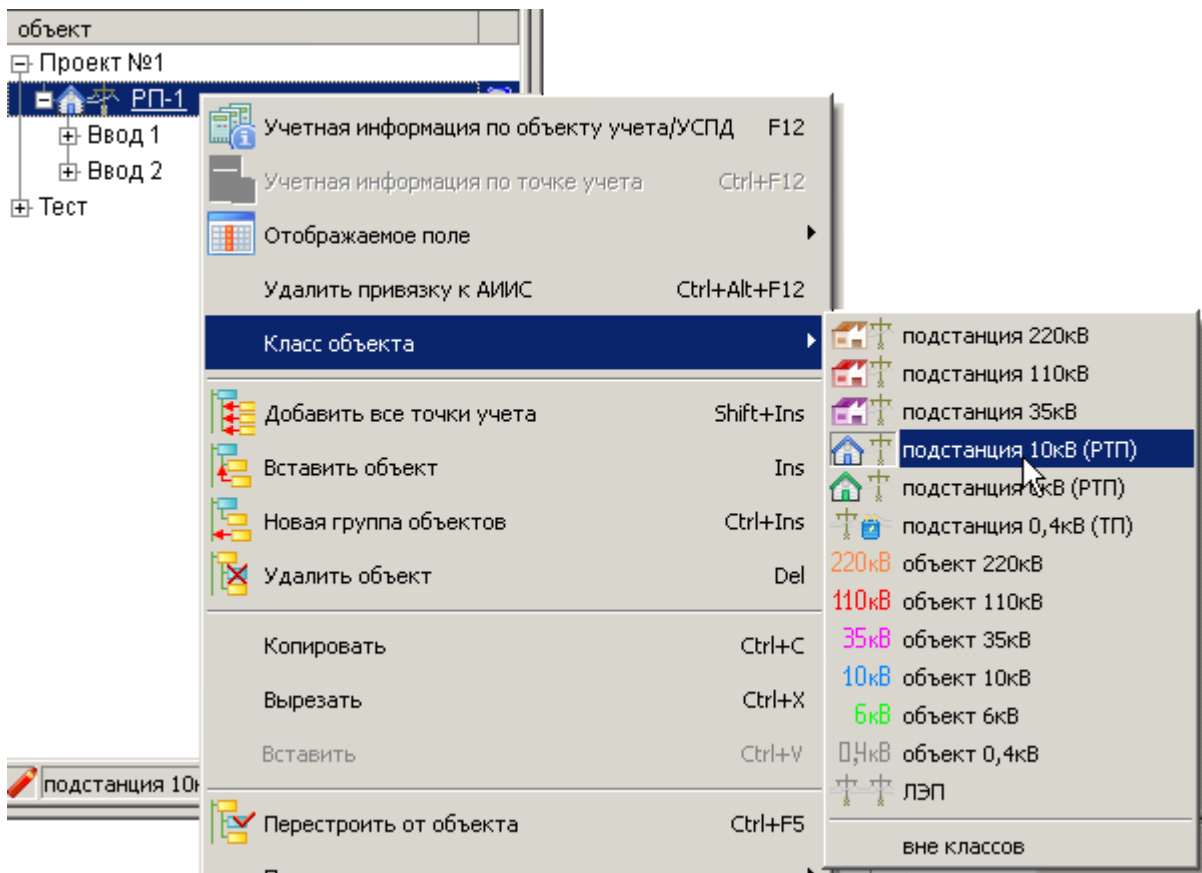 объект
Проект №1
РП-1
Ввод 1
Ввод 2
Тест
Учетная информация по объекту учета/УСПД F12
Учетная информация по точке учета Ctrl+F12
Отображаемое поле
Удалить привязку к АИИС Ctrl+Alt+F12
Класс объекта
Добавить все точки учета Shift+Ins
Вставить объект Ins
Новая группа объектов Ctrl+Ins
Удалить объект Del
Копировать Ctrl+C
Вырезать Ctrl+X
Вставить Ctrl+V
Перестроить от объекта Ctrl+F5
подстанция 220кВ
подстанция 110кВ
подстанция 35кВ
подстанция 10кВ (РТП)
подстанция 6кВ (РТП)
подстанция 0,4кВ (ТП)
220кВ объект 220кВ
110кВ объект 110кВ
35кВ объект 35кВ
10кВ объект 10кВ
6кВ объект 6кВ
0,4кВ объект 0,4кВ
ЛЭП
вне классов
подстанция 10к